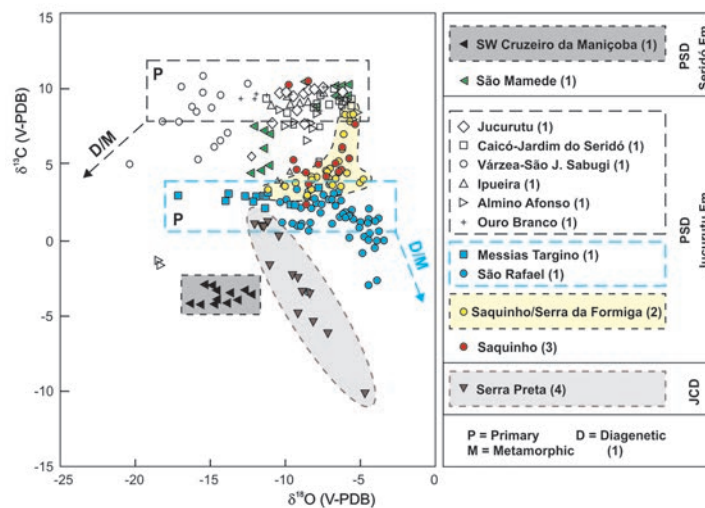 15
10
5
0
-5
-10
-15
-25
-20
-15
-10
-5
0
δ¹³C (V-PDB)
δ¹⁸O (V-PDB)
P
D/M
P
D/M
SW Cruzeiro da Maniçoba (1)
São Mamede (1)
PSD
Seridó Fm
Jucurutu (1)
Caicó-Jardim do Seridó (1)
Várzea-São J. Sabugi (1)
Ipueira (1)
Almino Afonso (1)
Ouro Branco (1)
Messias Targino (1)
São Rafael (1)
Saquinho/Serra da Formiga (2)
Saquinho (3)
PSD
Jucurutu Fm
Serra Preta (4)
JCD
P = Primary D = Diagenetic
M = Metamorphic (1)